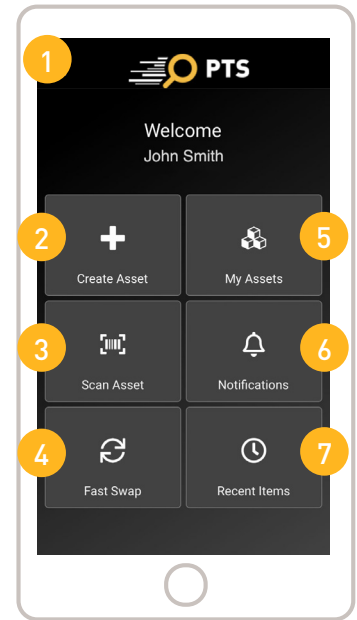 1
PTS
Welcome
John Smith
2
Create Asset
5
My Assets
3
Scan Asset
6
Notifications
4
Fast Swap
7
Recent Items